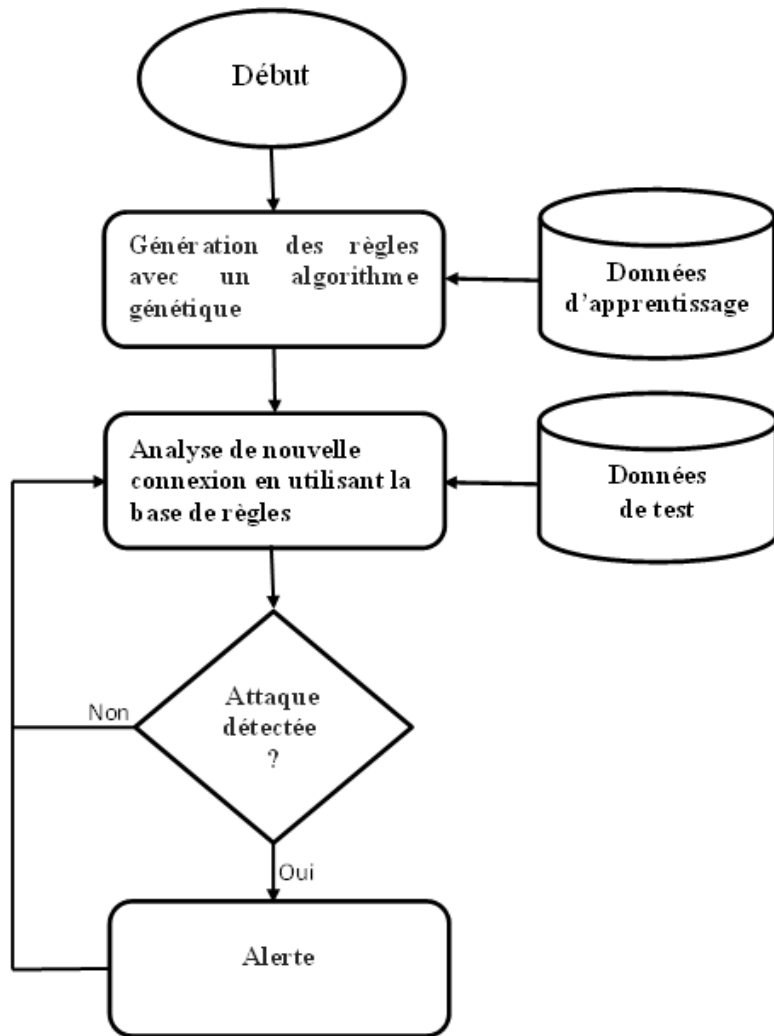 Début
Génération des règles
avec un algorithme
génétique
Données
d'apprentissage
Analyse de nouvelle
connexion en utilisant la
base de règles
Données
de test
Attaque
détectée
?
Non
Oui
Alerte